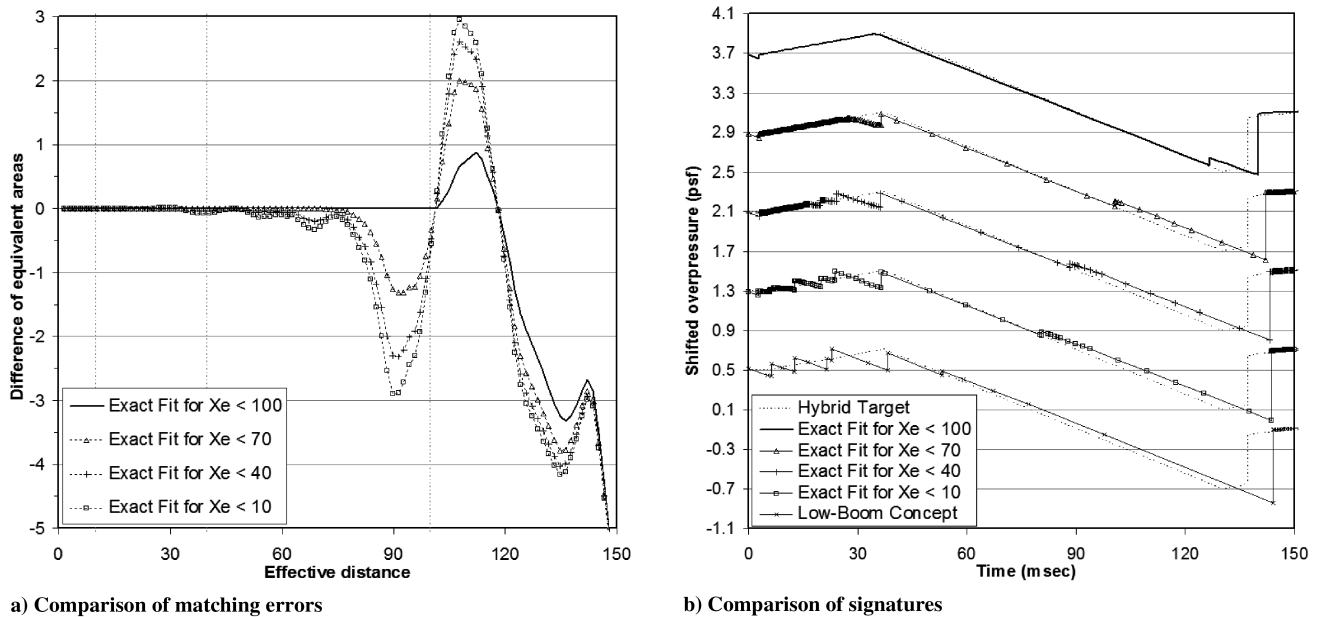 3
2
1
0
-1
-2
-3
-4
-5
Difference of equivalent areas
Exact Fit for Xe < 100
Exact Fit for Xe < 70
Exact Fit for Xe < 40
Exact Fit for Xe < 10
0 30 60 90 120 150
Effective distance
a) Comparison of matching errors
4.1
3.7
3.3
2.9
2.5
2.1
1.7
1.3
0.9
0.5
0.1
-0.3
-0.7
-1.1
Shifted overpressure (psf)
Hybrid Target
Exact Fit for Xe < 100
Exact Fit for Xe < 70
Exact Fit for Xe < 40
Exact Fit for Xe < 10
Low-Boom Concept
0 30 60 90 120 150
Time (msec)
b) Comparison of signatures